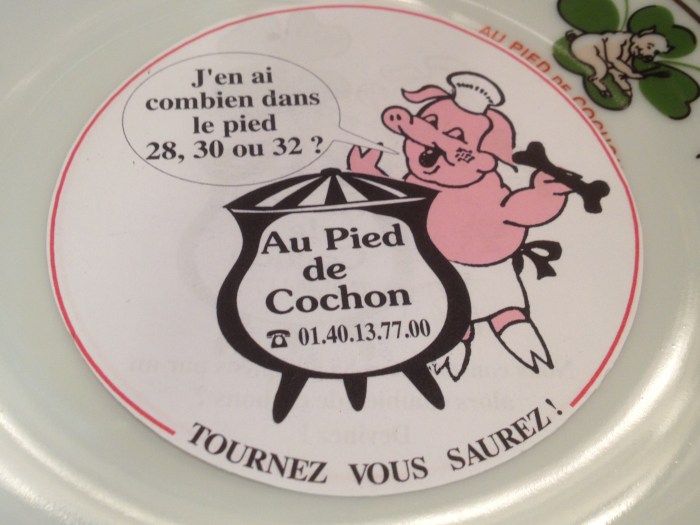 J'en ai
combien dans
le pied
28, 30 ou 32 ?
AU PIED DE COCHON
Au Pied
de
Cochon
☎ 01.40.13.77.00
TOURNEZ VOUS SAUREZ !